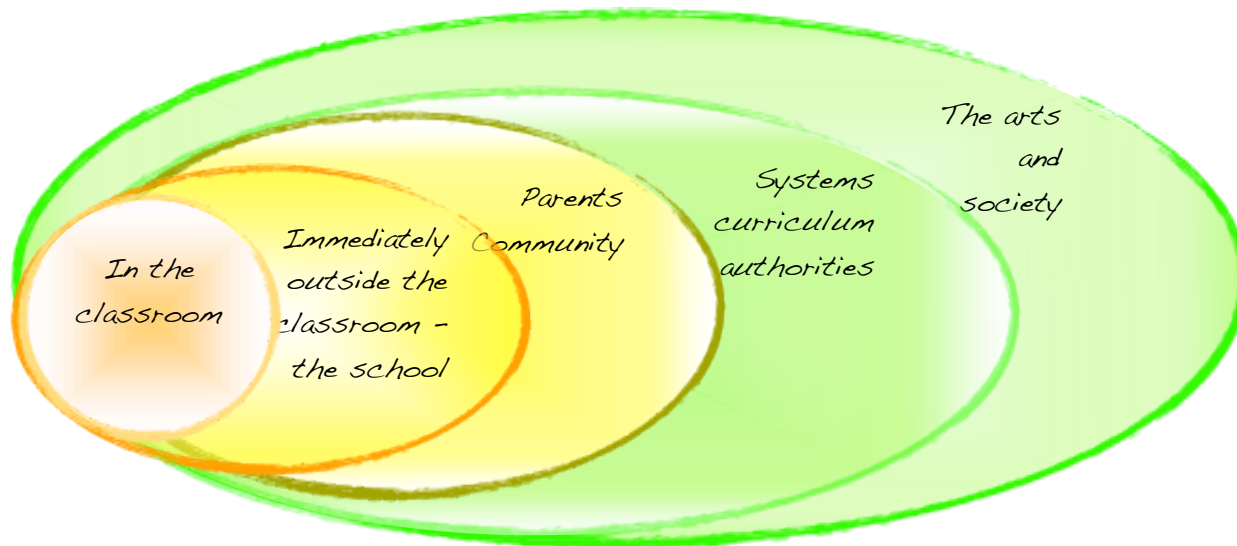 In the
classroom
Immediately
outside the
classroom -
the school
Parents
Community
Systems
curriculum
authorities
The arts
and
society